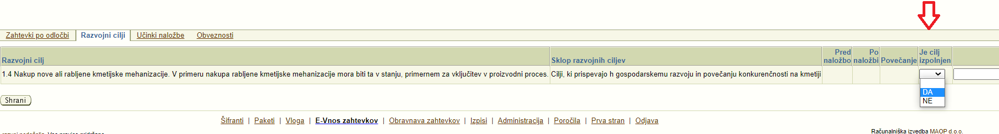 Zahtevki po odločbi Razvojni cilji Učinki naložbe Obveznosti
Razvojni cilj Sklop razvojnih ciljev Pred naložbo Po naložbi Povečanje Je cilj izpolnjen
1.4 Nakup nove ali rabljene kmetijske mehanizacije. V primeru nakupa rabljene kmetijske mehanizacije mora biti ta v stanju, primernem za vključitev v proizvodni proces. Cilji, ki prispevajo h gospodarskemu razvoju in povečanju konkurenčnosti na kmetiji
DA
NE
Shrani
Šifranti | Paketi | Vloga | E-Vnos zahtevkov | Obravnava zahtevkov | Izpisi | Administracija | Poročila | Prva stran | Odjava
Računalniška izvedba MAOP d.o.o.